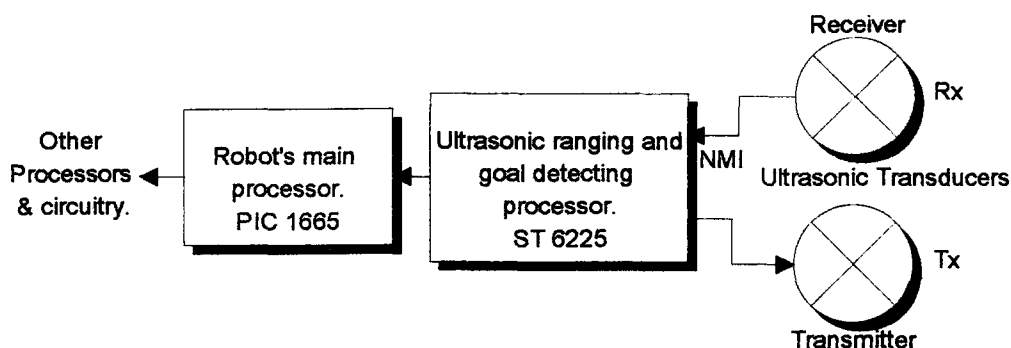 Receiver
Rx
Other
Processors
& circuitry.
Robot's main
processor.
PIC 1665
Ultrasonic ranging and
goal detecting
processor.
ST 6225
NMI
Ultrasonic Transducers
Tx
Transmitter